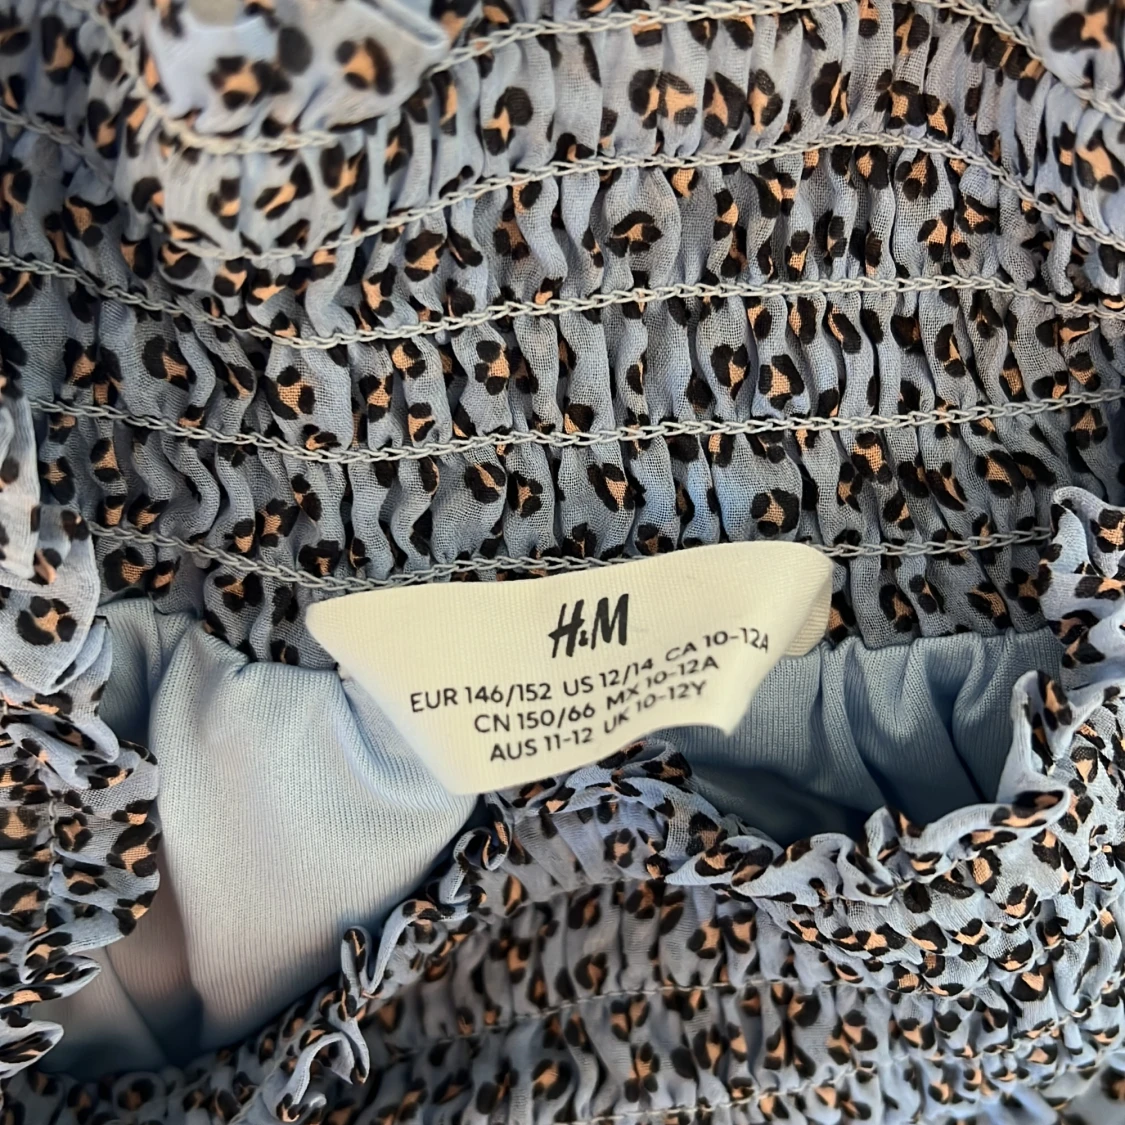 H&M
EUR 146/152 US 12/14 CA 10-12A
CN 150/66 MX 10-12A
AUS 11-12 UK 10-12Y